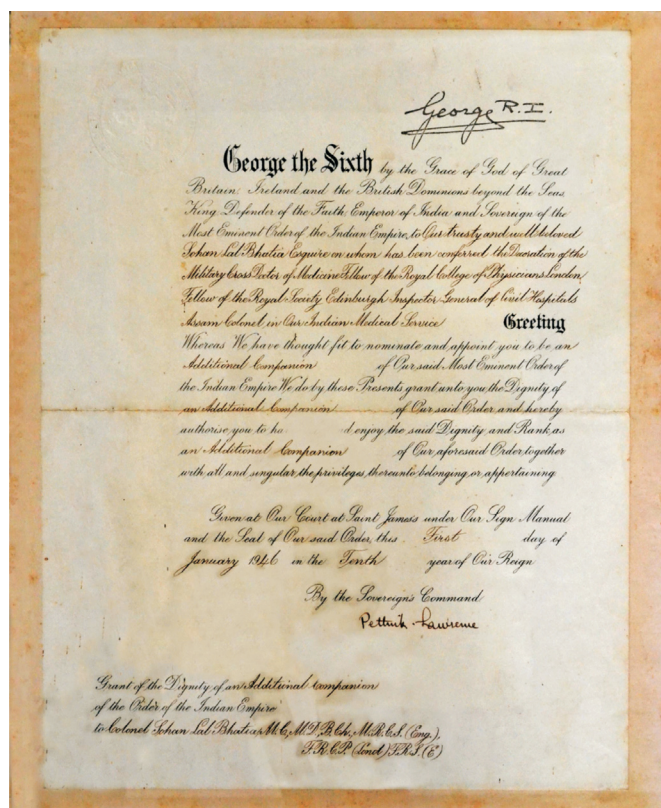 George R.I.
George the Sixth by the Grace of God of Great
Britain, Ireland and the British Dominions beyond the Seas,
King, Defender of the Faith, Emperor of India and Sovereign of the
Most Eminent Order of the Indian Empire, to Our trusty and well beloved
Sohan Lal Bhatia Esquire on whom has been conferred the Decoration of the
Military Cross Doctor of Medicine Fellow of the Royal College of Physicians London,
Fellow of the Royal Society Edinburgh Inspector General of Civil Hospitals
Assam Colonel in Our Indian Medical Service Greeting
Whereas We have thought fit to nominate and appoint you to be an
Additional Companion of Our said Most Eminent Order of
the Indian Empire We do by these Presents grant unto you the Dignity of
an Additional Companion of Our said Order and hereby
authorise you to ha d enjoy the said Dignity and Rank as
an Additional Companion of Our aforesaid Order, together
with all and singular the privileges thereunto belonging or appertaining
Given at Our Court at Saint James's under Our Sign Manual
and the Seal of Our said Order, this First day of
January 1946 in the Tenth year of Our Reign
By the Sovereign's Command
Pethick-Lawrence
Grant of the Dignity of an Additional Companion
of the Order of the Indian Empire
to Colonel Sohan Lal Bhatia, M.C., M.D., B.Ch., M.R.C.S. (Eng.),
F.R.C.P. (Lond.), F.R.S. (E)